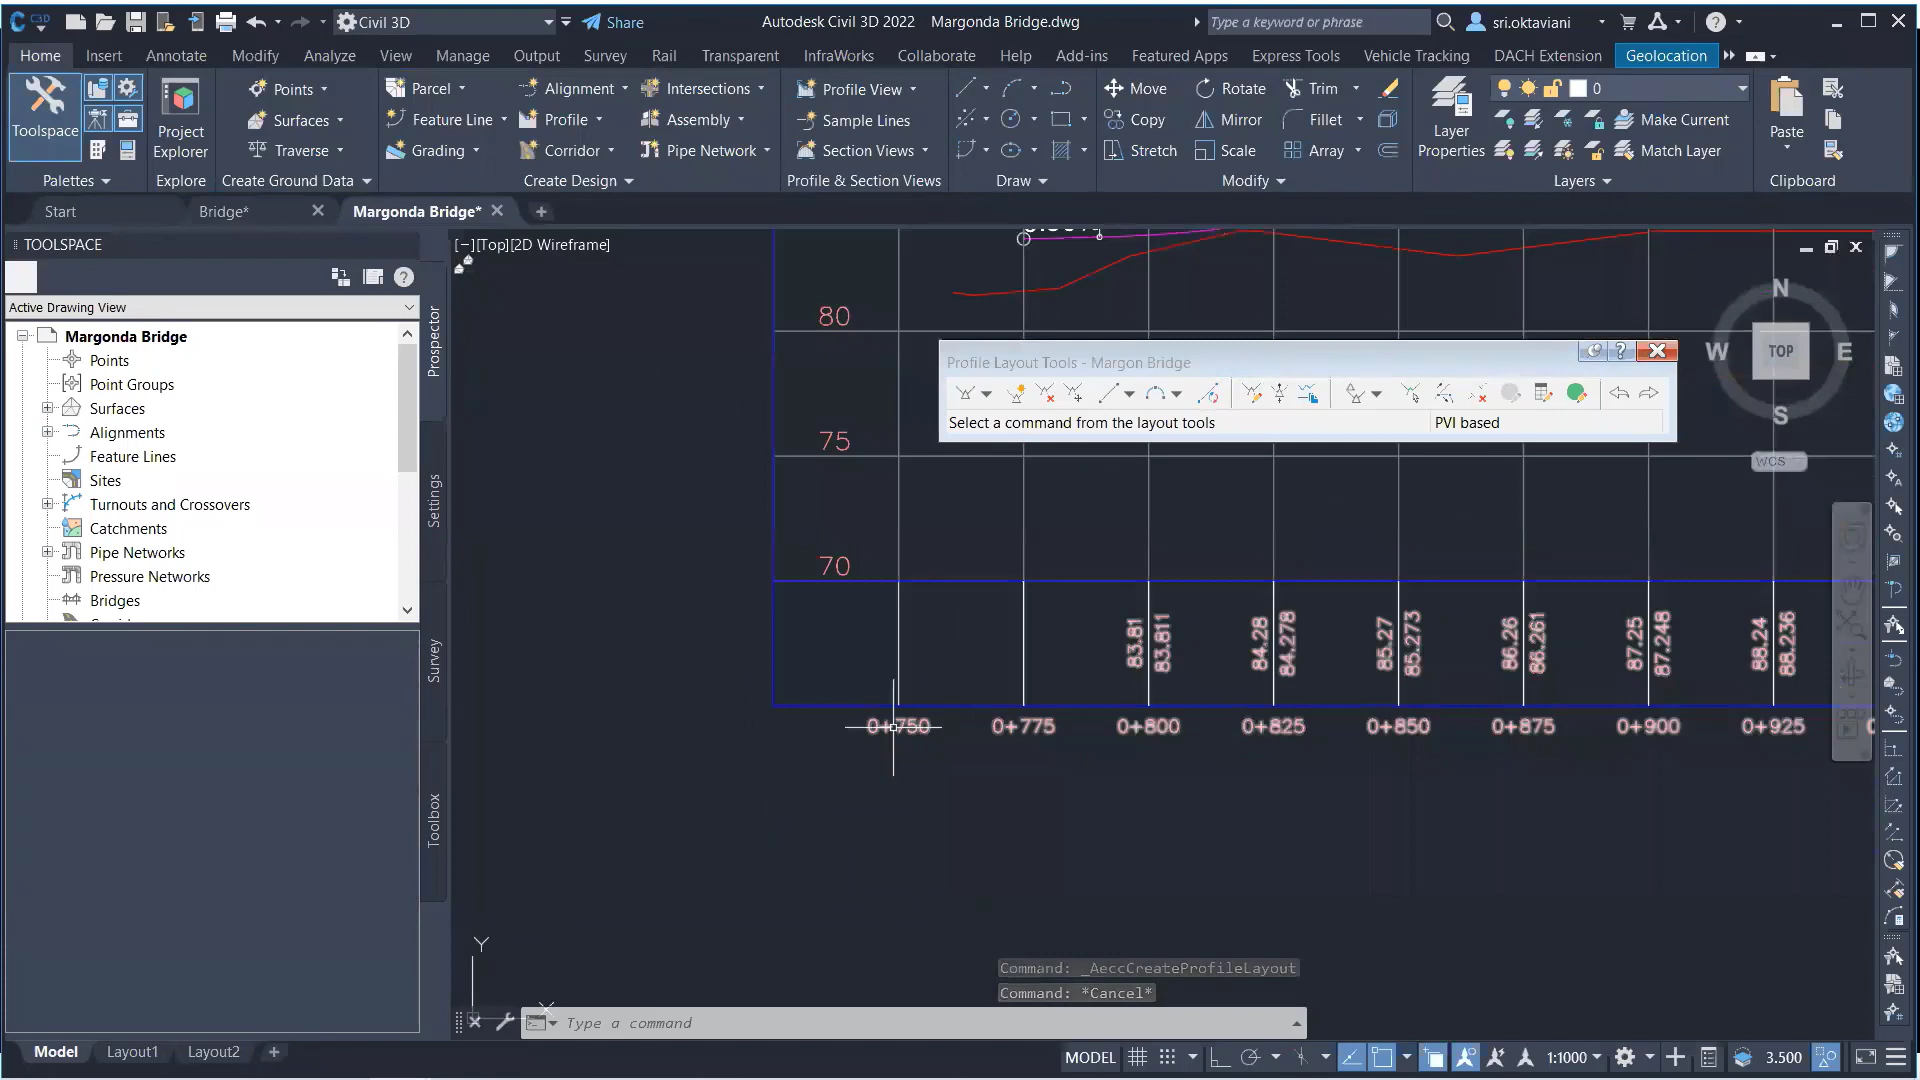 C3D
Civil 3D
Share
Autodesk Civil 3D 2022
Margonda Bridge.dwg
Type a keyword or phrase
sri.oktaviani
Home
Insert
Annotate
Modify
Analyze
View
Manage
Output
Survey
Rail
Transparent
InfraWorks
Collaborate
Help
Add-ins
Featured Apps
Express Tools
Vehicle Tracking
DACH Extension
Geolocation
Toolspace
Palettes
Project
Explorer
Explore
Points
Surfaces
Traverse
Create Ground Data
Parcel
Feature Line
Grading
Alignment
Profile
Corridor
Intersections
Assembly
Pipe Network
Create Design
Profile View
Sample Lines
Section Views
Profile & Section Views
Draw
Move
Copy
Stretch
Rotate
Mirror
Scale
Trim
Fillet
Array
Modify
Layer
Properties
0
Make Current
Match Layer
Layers
Paste
Clipboard
Start
Bridge*
Margonda Bridge*
TOOLSPACE
Active Drawing View
Margonda Bridge
Points
Point Groups
Surfaces
Alignments
Feature Lines
Sites
Turnouts and Crossovers
Catchments
Pipe Networks
Pressure Networks
Bridges
Prospector
Settings
Survey
Toolbox
[−][Top][2D Wireframe]
N
W
TOP
E
S
WCS
80
75
70
Profile Layout Tools - Margon Bridge
Select a command from the layout tools
PVI based
83.81
83.811
84.28
84.278
85.27
85.273
86.26
86.261
87.25
87.248
88.24
88.236
0+750
0+775
0+800
0+825
0+850
0+875
0+900
0+925
Y
X
Command: _AeccCreateProfileLayout
Command: *Cancel*
Type a command
Model
Layout1
Layout2
MODEL
1:1000
3.500